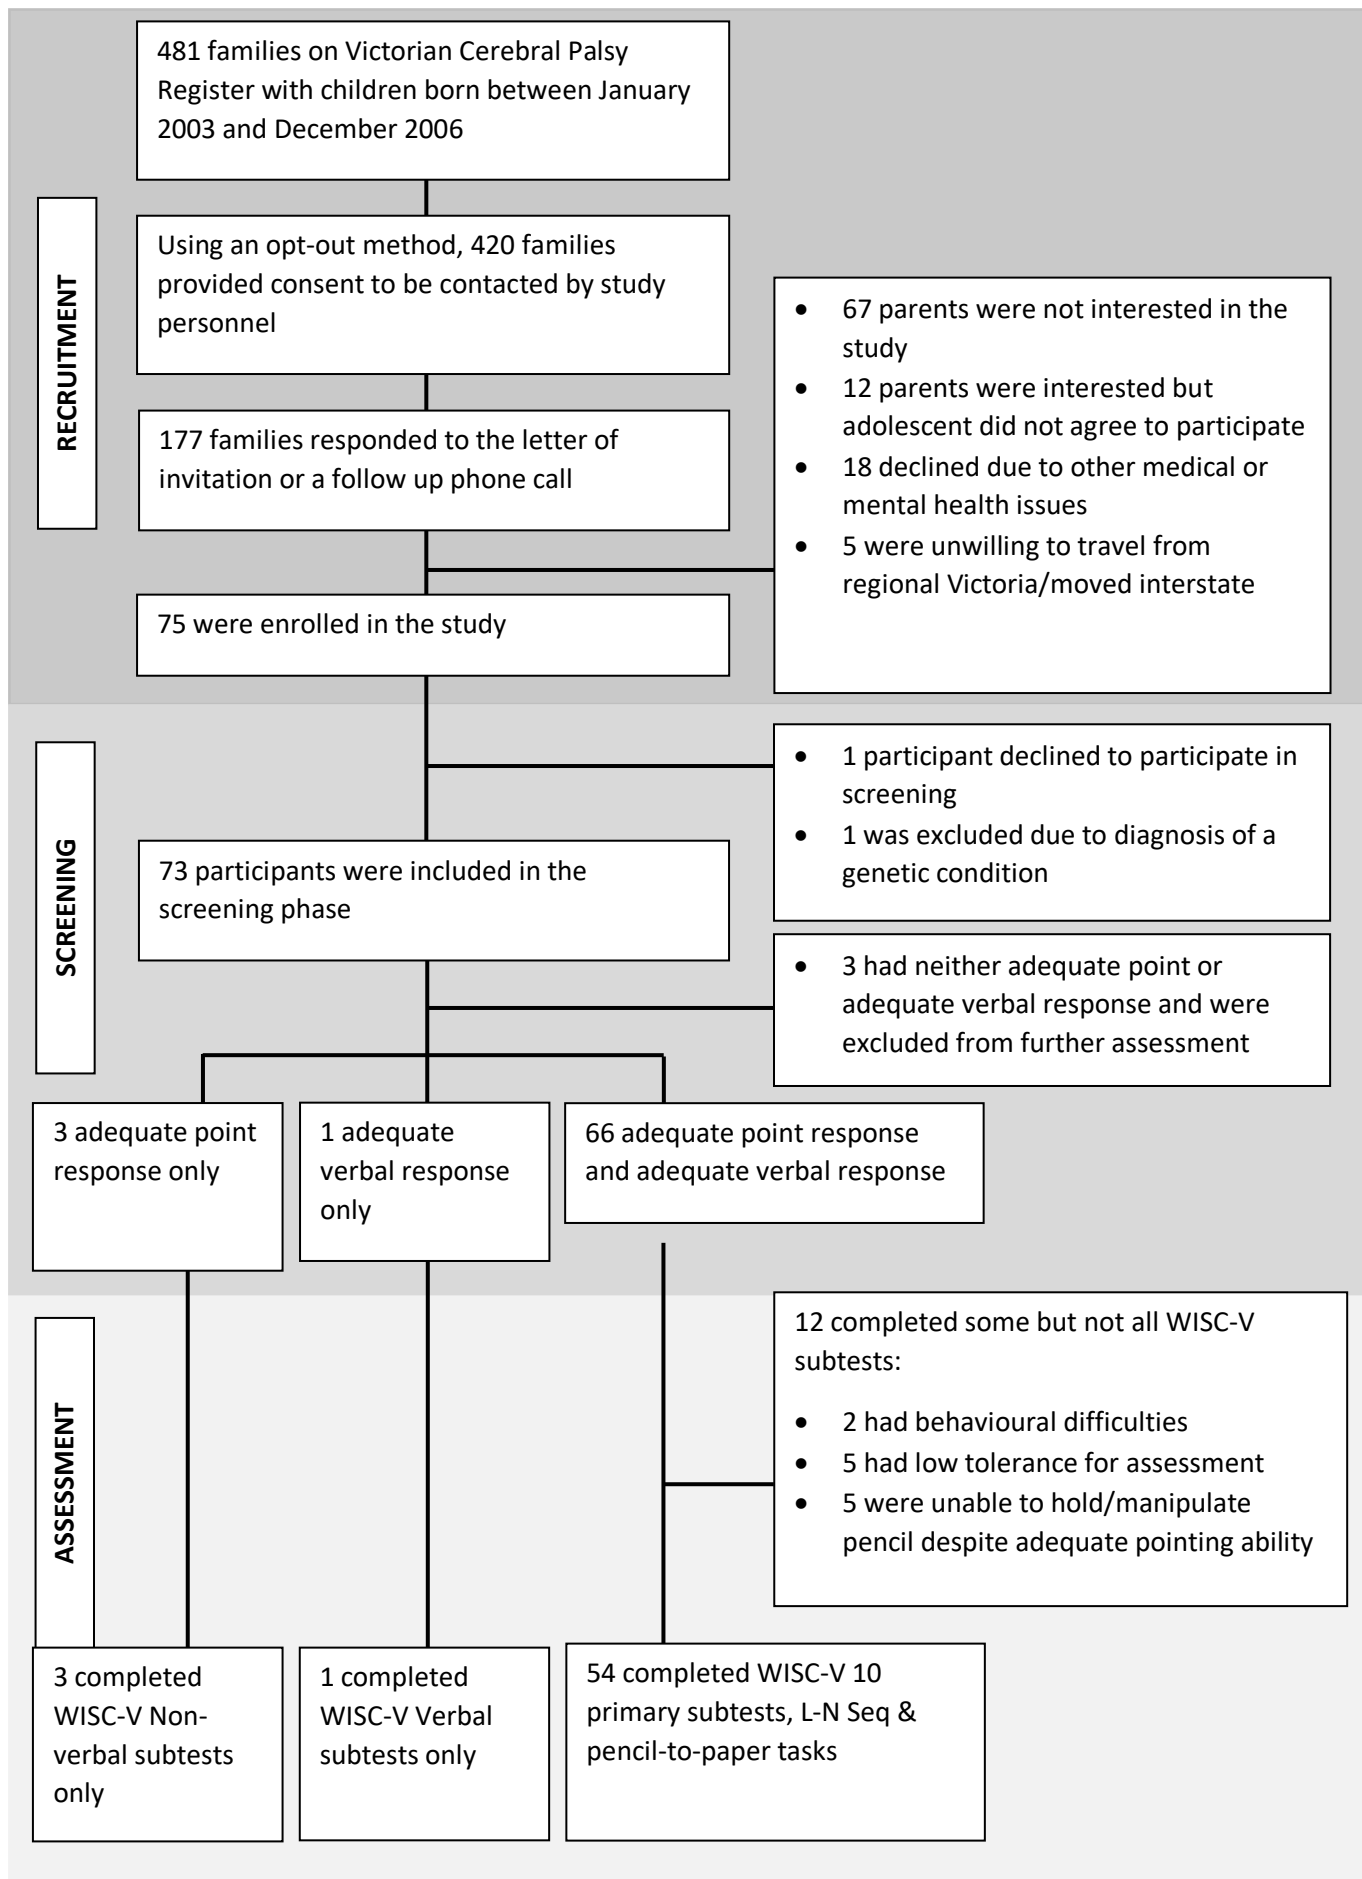 481 families on Victorian Cerebral Palsy
Register with children born between January
2003 and December 2006
RECRUITMENT
Using an opt-out method, 420 families
provided consent to be contacted by study
personnel
177 families responded to the letter of
invitation or a follow up phone call
• 67 parents were not interested in the
study
• 12 parents were interested but
adolescent did not agree to participate
• 18 declined due to other medical or
mental health issues
• 5 were unwilling to travel from
regional Victoria/moved interstate
75 were enrolled in the study
SCREENING
• 1 participant declined to participate in
screening
• 1 was excluded due to diagnosis of a
genetic condition
73 participants were included in the
screening phase
• 3 had neither adequate point or
adequate verbal response and were
excluded from further assessment
3 adequate point
response only
1 adequate
verbal response
only
66 adequate point response
and adequate verbal response
ASSESSMENT
12 completed some but not all WISC-V
subtests:
• 2 had behavioural difficulties
• 5 had low tolerance for assessment
• 5 were unable to hold/manipulate
pencil despite adequate pointing ability
3 completed
WISC-V Non-
verbal subtests
only
1 completed
WISC-V Verbal
subtests only
54 completed WISC-V 10
primary subtests, L-N Seq &
pencil-to-paper tasks